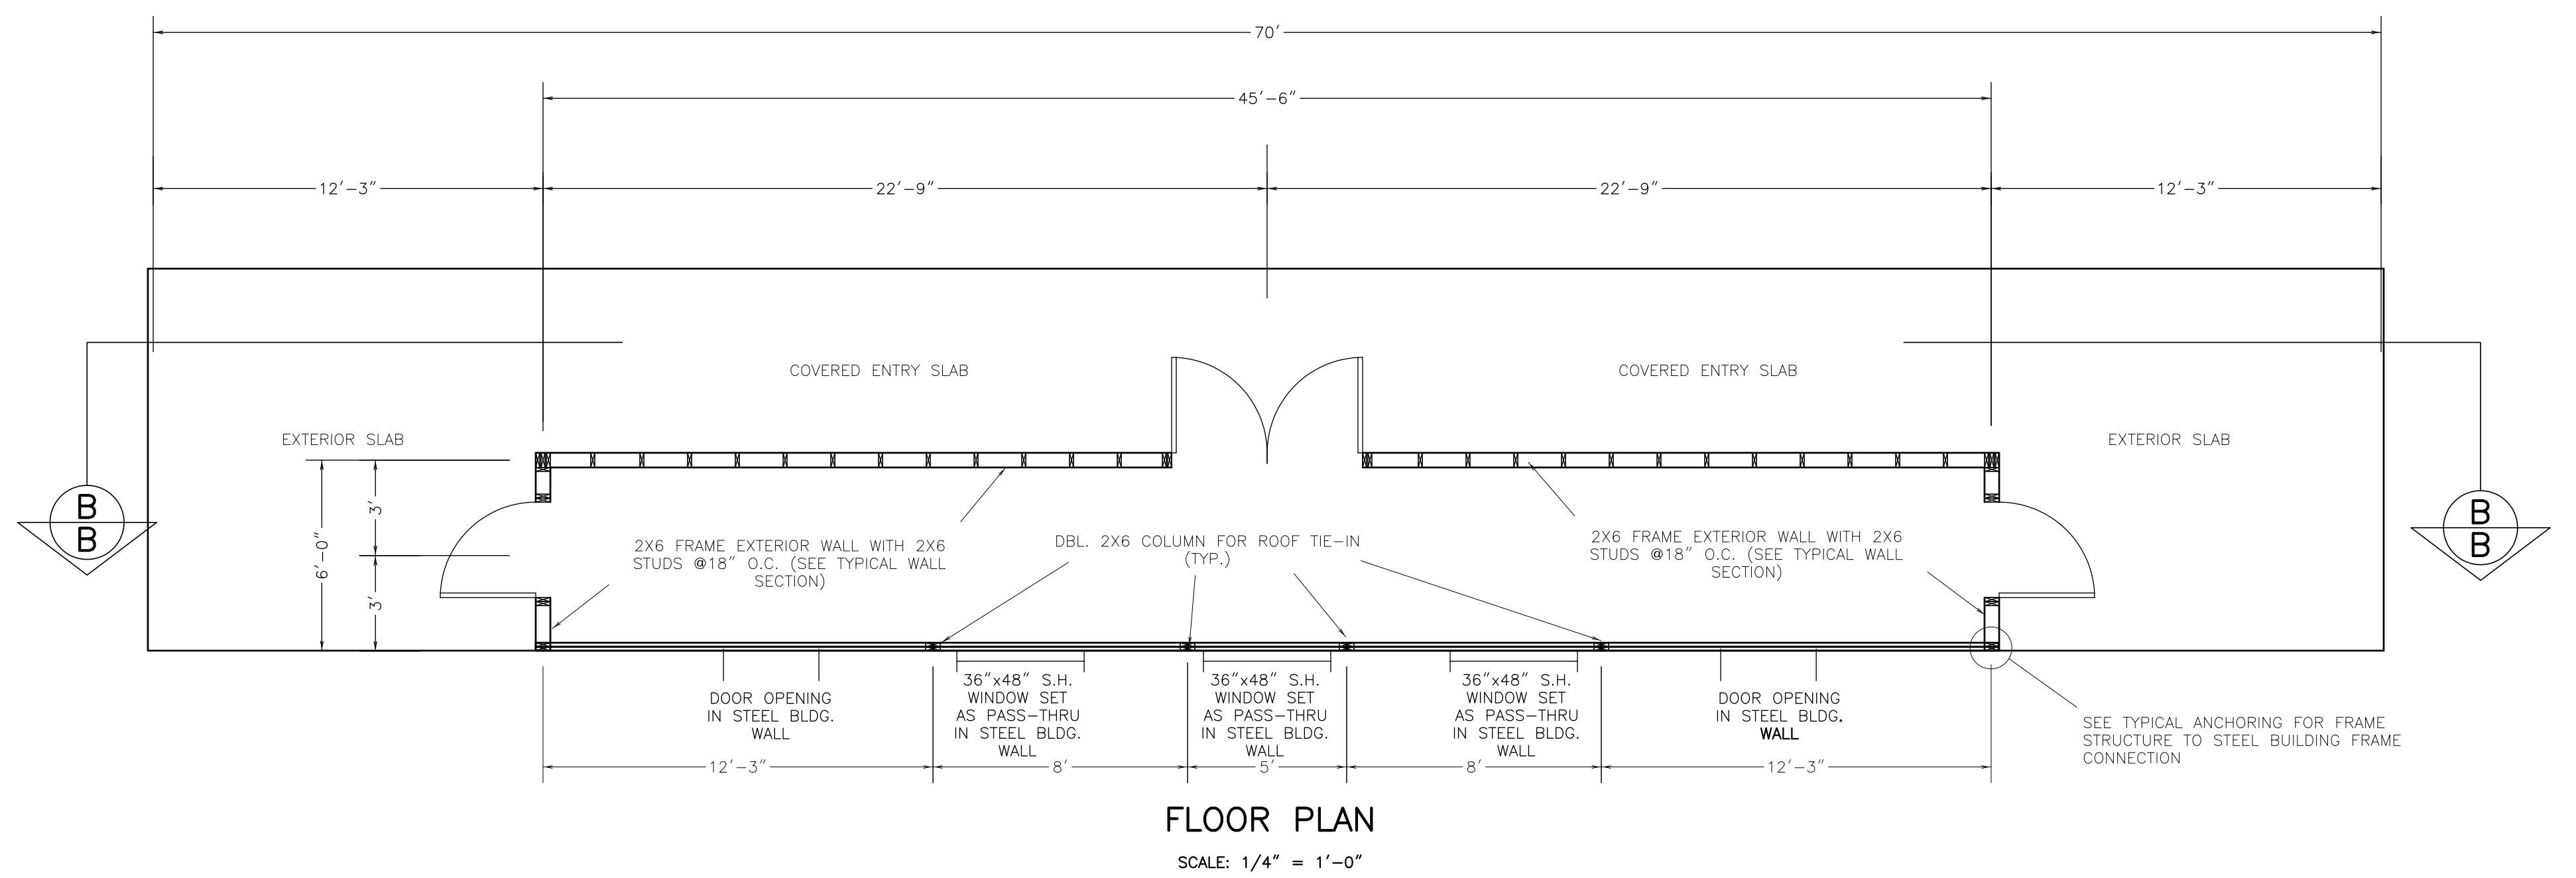 70'
45'-6"
12'-3"
22'-9"
22'-9"
12'-3"
COVERED ENTRY SLAB
COVERED ENTRY SLAB
EXTERIOR SLAB
EXTERIOR SLAB
B
B
B
B
3'
6'-0"
3'
2X6 FRAME EXTERIOR WALL WITH 2X6
STUDS @18" O.C. (SEE TYPICAL WALL
SECTION)
DBL. 2X6 COLUMN FOR ROOF TIE-IN
(TYP.)
2X6 FRAME EXTERIOR WALL WITH 2X6
STUDS @18" O.C. (SEE TYPICAL WALL
SECTION)
DOOR OPENING
IN STEEL BLDG.
WALL
36"x48" S.H.
WINDOW SET
AS PASS-THRU
IN STEEL BLDG.
WALL
36"x48" S.H.
WINDOW SET
AS PASS-THRU
IN STEEL BLDG.
WALL
36"x48" S.H.
WINDOW SET
AS PASS-THRU
IN STEEL BLDG.
WALL
DOOR OPENING
IN STEEL BLDG.
WALL
SEE TYPICAL ANCHORING FOR FRAME
STRUCTURE TO STEEL BUILDING FRAME
CONNECTION
12'-3"
8'
5'
8'
12'-3"
FLOOR PLAN
SCALE: 1/4" = 1'-0"